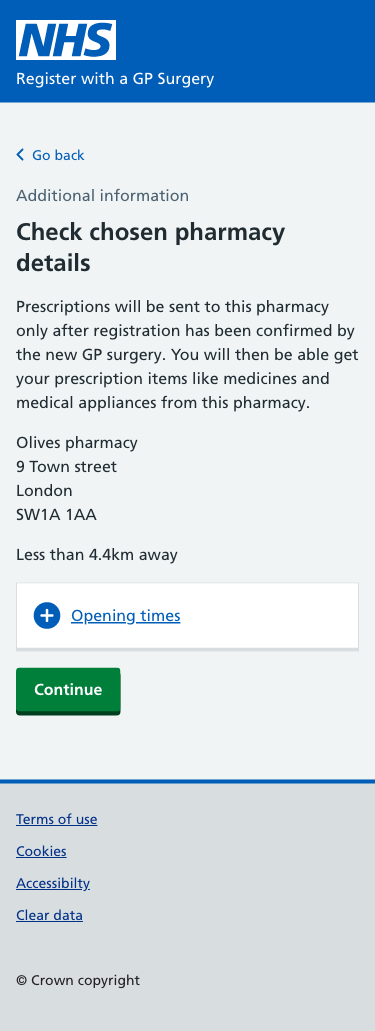 NHS
Register with a GP Surgery
Go back
Additional information
Check chosen pharmacy
details
Prescriptions will be sent to this pharmacy
only after registration has been confirmed by
the new GP surgery. You will then be able get
your prescription items like medicines and
medical appliances from this pharmacy.
Olives pharmacy
9 Town street
London
SW1A 1AA
Less than 4.4km away
Opening times
Continue
Terms of use
Cookies
Accessibilty
Clear data
© Crown copyright